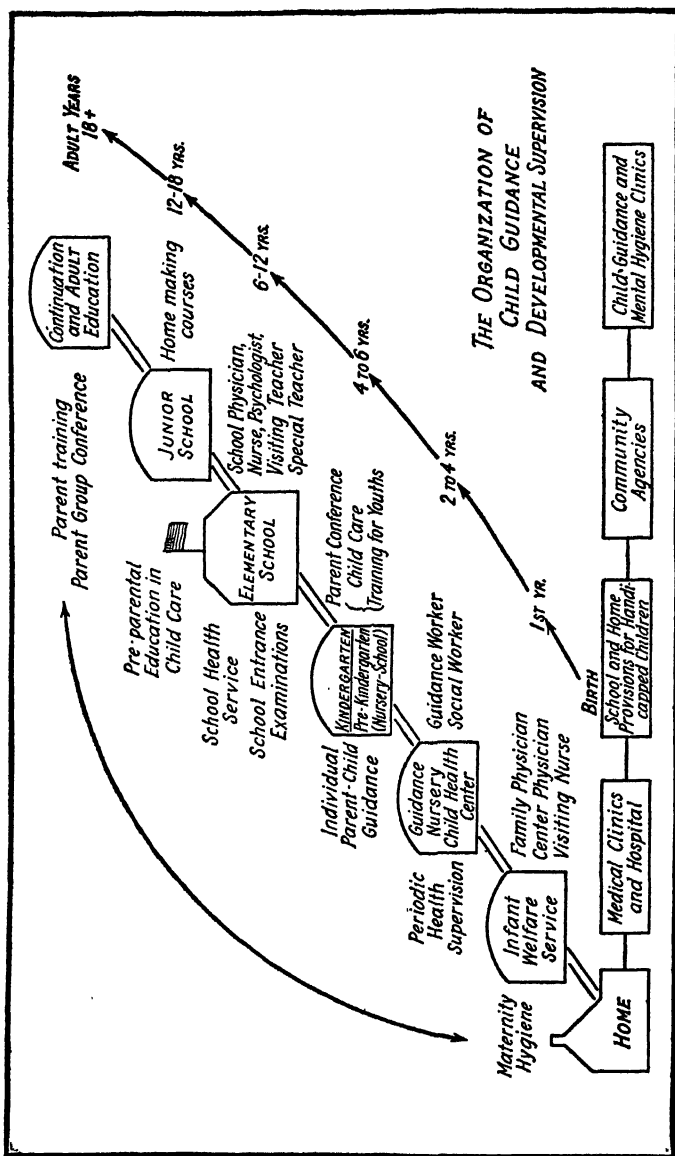 THE ORGANIZATION OF
CHILD GUIDANCE
AND DEVELOPMENTAL SUPERVISION
HOME
Medical Clinics
and Hospital
School and Home
Provisions for Handi-
capped Children
Community
Agencies
Child-Guidance and
Mental Hygiene Clinics
Maternity
Hygiene
Infant
Welfare
Service
Family Physician
Center Physician
Visiting Nurse
Periodic
Health
Supervision
Guidance
Nursery
Child Health
Center
Guidance Worker
Social Worker
Individual
Parent-Child
Guidance
KINDERGARTEN
Pre-Kindergarten
(Nursery-School)
Parent Conference
{Child Care
Training for Youths
School Health
Service
School Entrance
Examinations
ELEMENTARY
SCHOOL
School Physician,
Nurse, Psychologist,
Visiting Teacher
Special Teacher
Pre-parental
Education in
Child Care
JUNIOR
SCHOOL
Home making
courses
Parent training
Parent Group Conference
Continuation
and ADULT
Education
BIRTH
1ST YR.
2 TO 4 YRS.
4 TO 6 YRS.
6-12 YRS.
12-18 YRS.
ADULT YEARS
18+